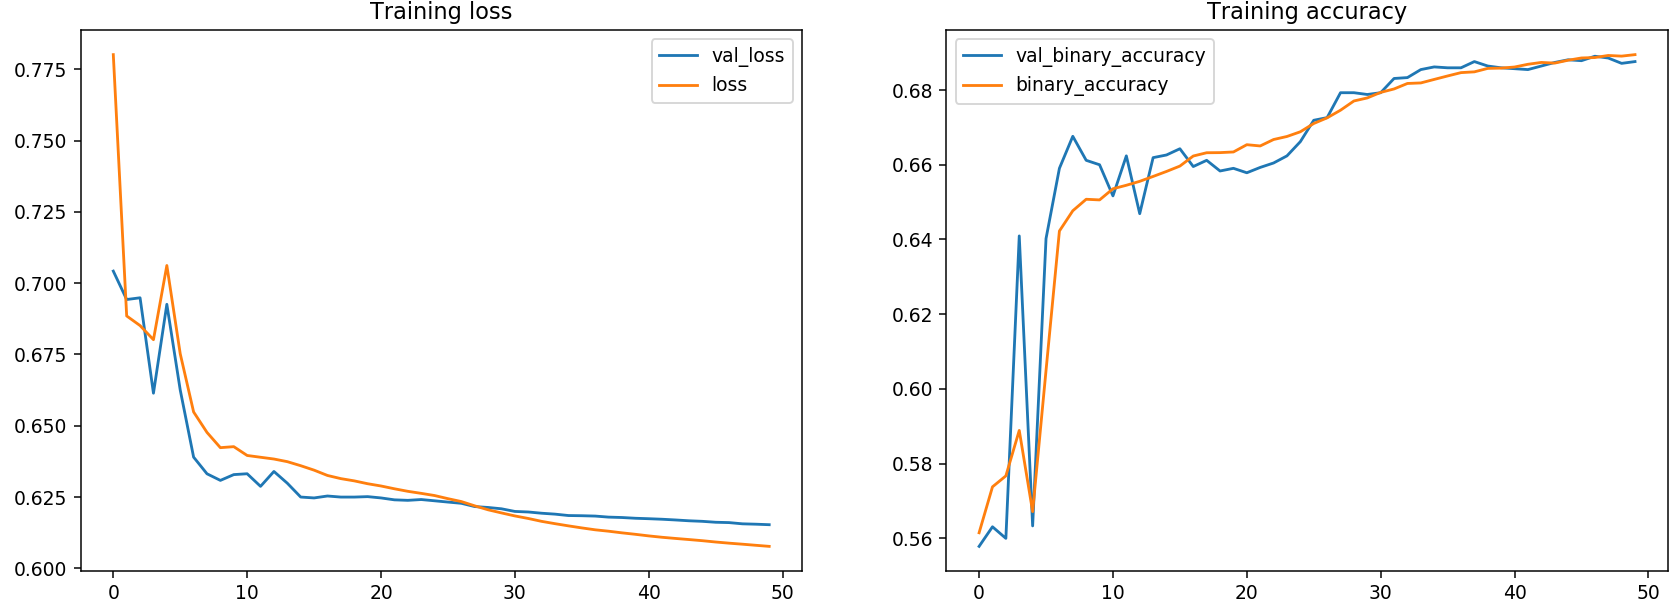 Training loss
0.775
0.750
0.725
0.700
0.675
0.650
0.625
0.600
0 10 20 30 40 50
val_loss
loss
Training accuracy
0.68
0.66
0.64
0.62
0.60
0.58
0.56
0 10 20 30 40 50
val_binary_accuracy
binary_accuracy